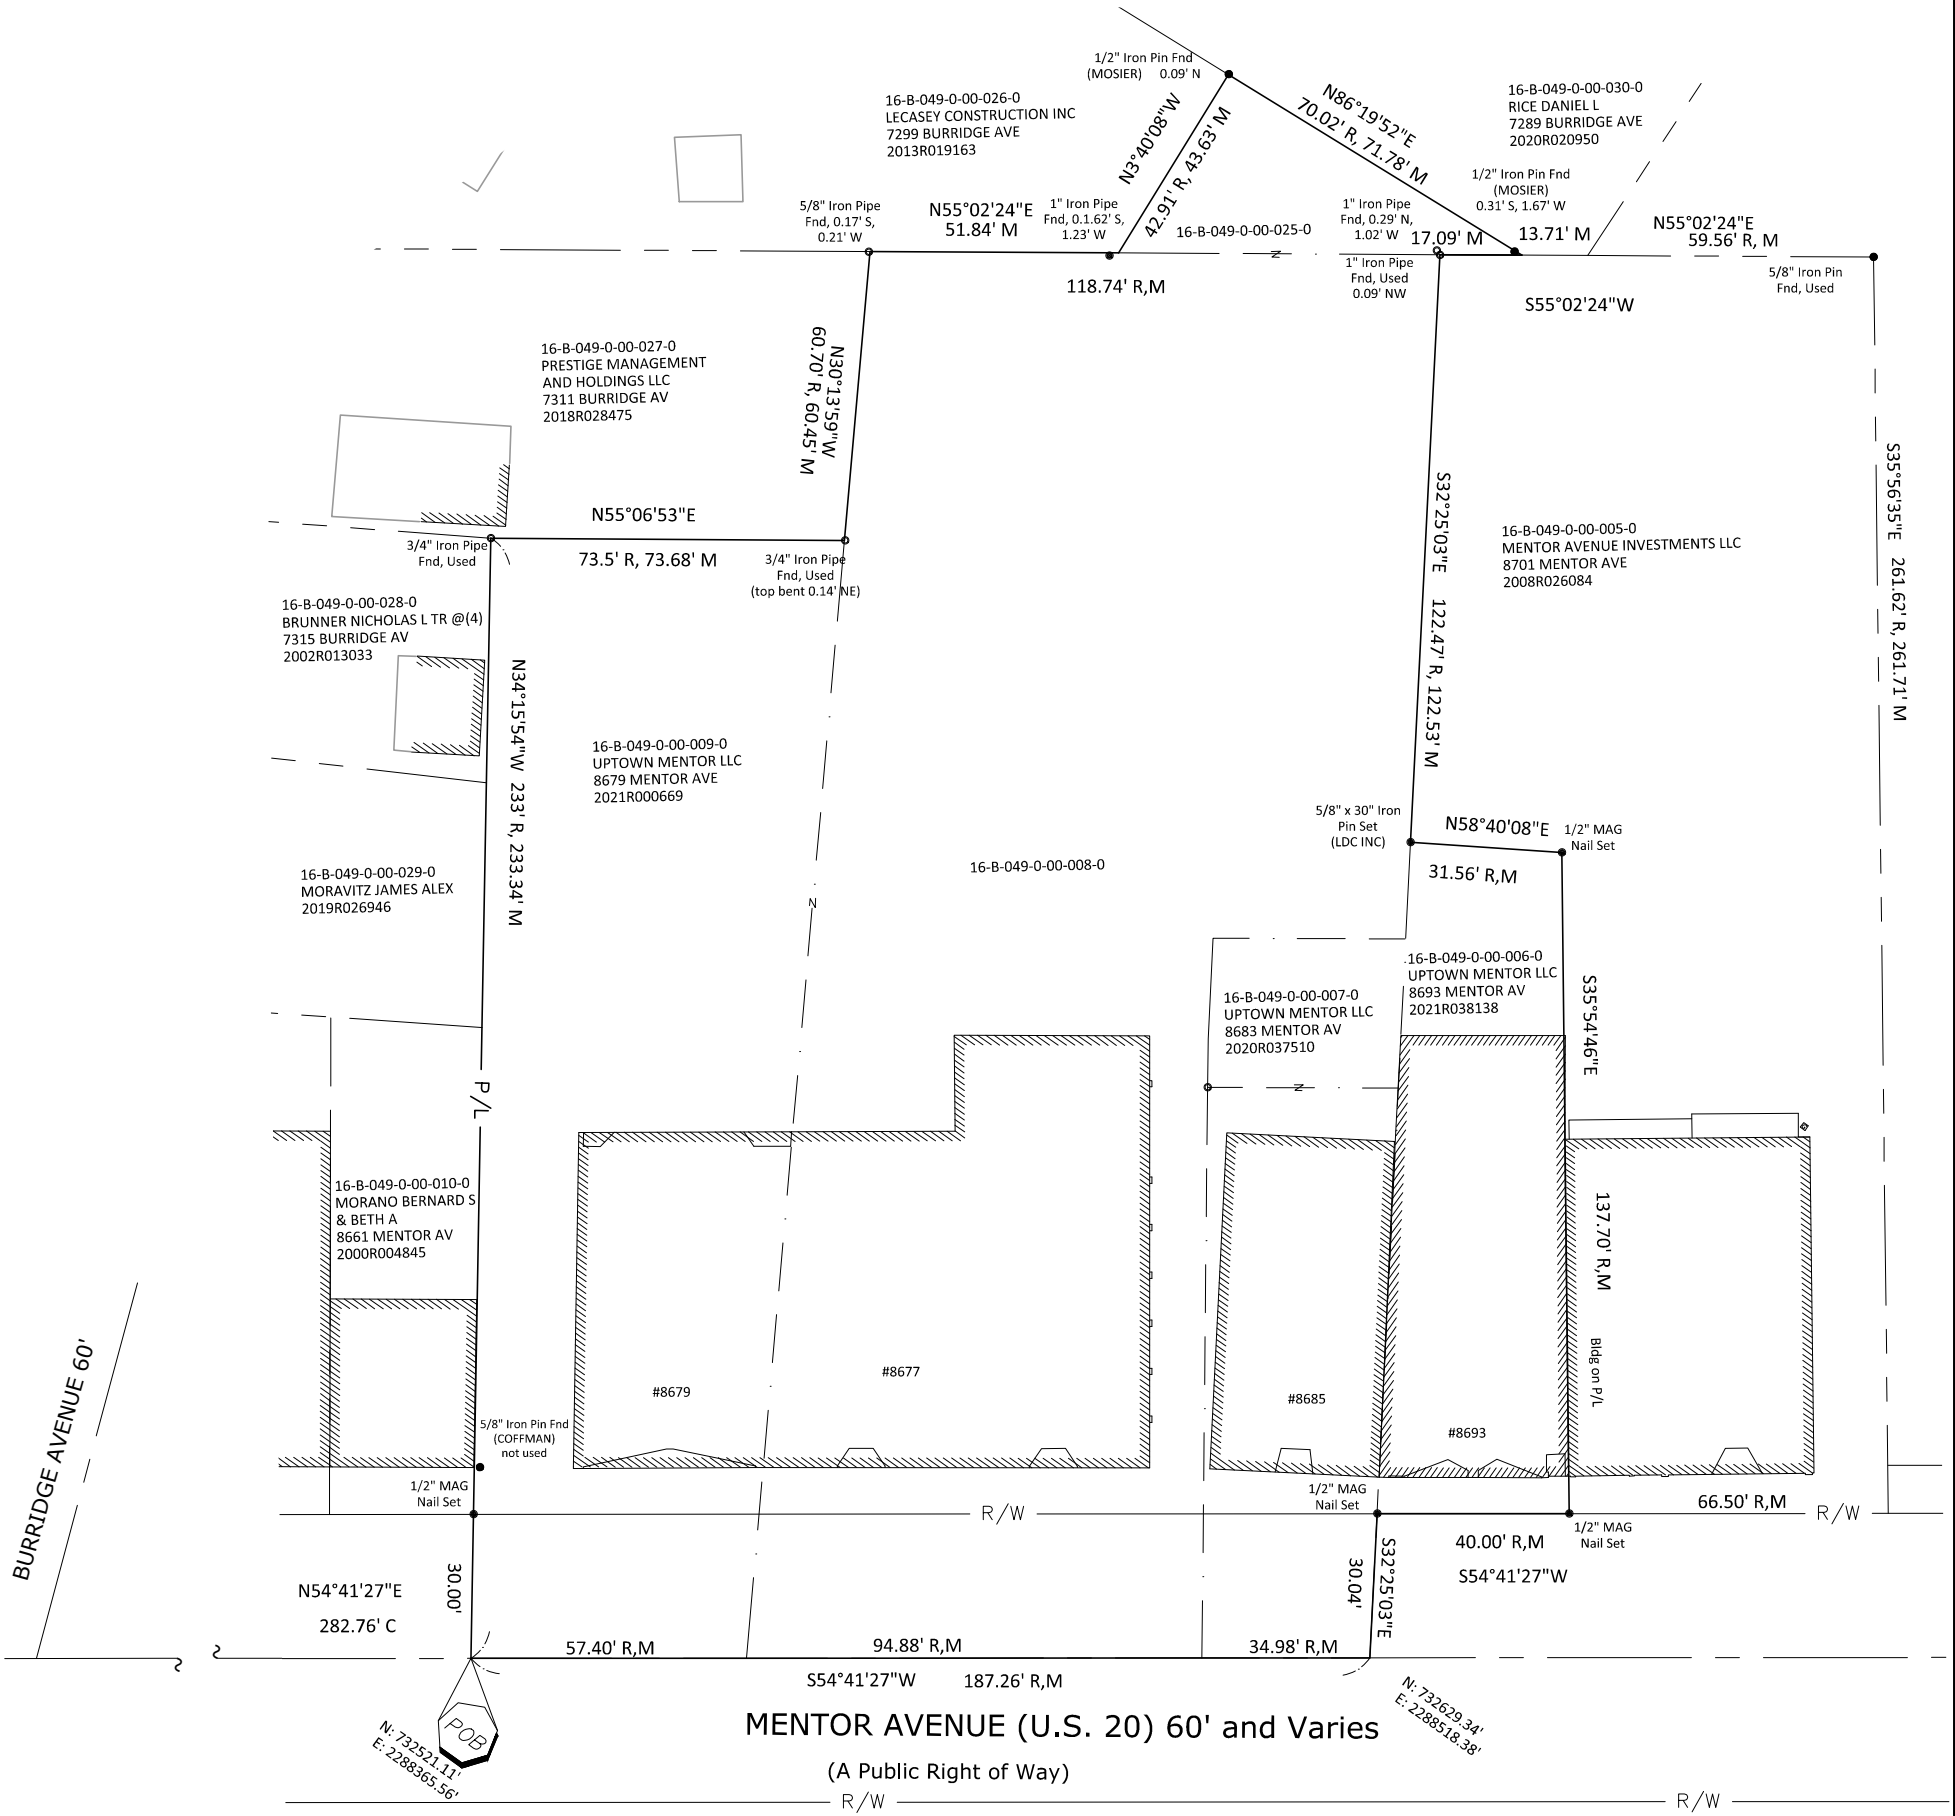 1/2" Iron Pin Fnd
(MOSIER) 0.09' N
16-B-049-0-00-026-0
LECASEY CONSTRUCTION INC
7299 BURRIDGE AVE
2013R019163
N3°40'08"W
42.91' R, 43.63' M
N86°19'52"E
70.02' R, 71.78' M
16-B-049-0-00-030-0
RICE DANIEL L
7289 BURRIDGE AVE
2020R020950
1/2" Iron Pin Fnd
(MOSIER)
0.31' S, 1.67' W
5/8" Iron Pipe
Fnd, 0.17' S,
0.21' W
N55°02'24"E
51.84' M
1" Iron Pipe
Fnd, 0.1.62' S,
1.23' W
16-B-049-0-00-025-0
1" Iron Pipe
Fnd, 0.29' N,
1.02' W
17.09' M
13.71' M
N55°02'24"E
59.56' R, M
N
1" Iron Pipe
Fnd, Used
0.09' NW
5/8" Iron Pin
Fnd, Used
118.74' R,M
S55°02'24"W
16-B-049-0-00-027-0
PRESTIGE MANAGEMENT
AND HOLDINGS LLC
7311 BURRIDGE AV
2018R028475
N30°13'59"W
60.70' R, 60.45' M
S32°25'03"E 122.47' R, 122.53' M
S35°56'35"E 261.62' R, 261.71' M
N55°06'53"E
73.5' R, 73.68' M
3/4" Iron Pipe
Fnd, Used
3/4" Iron Pipe
Fnd, Used
(top bent 0.14' NE)
16-B-049-0-00-005-0
MENTOR AVENUE INVESTMENTS LLC
8701 MENTOR AVE
2008R026084
16-B-049-0-00-028-0
BRUNNER NICHOLAS L TR @(4)
7315 BURRIDGE AV
2002R013033
N34°15'54"W 233' R, 233.34' M
16-B-049-0-00-009-0
UPTOWN MENTOR LLC
8679 MENTOR AVE
2021R000669
5/8" x 30" Iron
Pin Set
(LDC INC)
N58°40'08"E
31.56' R,M
1/2" MAG
Nail Set
16-B-049-0-00-029-0
MORAVITZ JAMES ALEX
2019R026946
16-B-049-0-00-008-0
N
16-B-049-0-00-006-0
UPTOWN MENTOR LLC
8693 MENTOR AV
2021R038138
16-B-049-0-00-007-0
UPTOWN MENTOR LLC
8683 MENTOR AV
2020R037510
S35°54'46"E
137.70' R,M
Bldg on P/L
P/L
N
16-B-049-0-00-010-0
MORANO BERNARD S
& BETH A
8661 MENTOR AV
2000R004845
#8679
#8677
#8685
#8693
5/8" Iron Pin Fnd
(COFFMAN)
not used
1/2" MAG
Nail Set
1/2" MAG
Nail Set
1/2" MAG
Nail Set
66.50' R,M
R/W
R/W
40.00' R,M
S54°41'27"W
BURRIDGE AVENUE 60'
N54°41'27"E
282.76' C
30.00'
30.04'
S32°25'03"E
57.40' R,M
94.88' R,M
34.98' R,M
S54°41'27"W 187.26' R,M
POB
N: 732521.11'
E: 2288365.56'
N: 732629.34'
E: 2288518.38'
MENTOR AVENUE (U.S. 20) 60' and Varies
(A Public Right of Way)
R/W
R/W